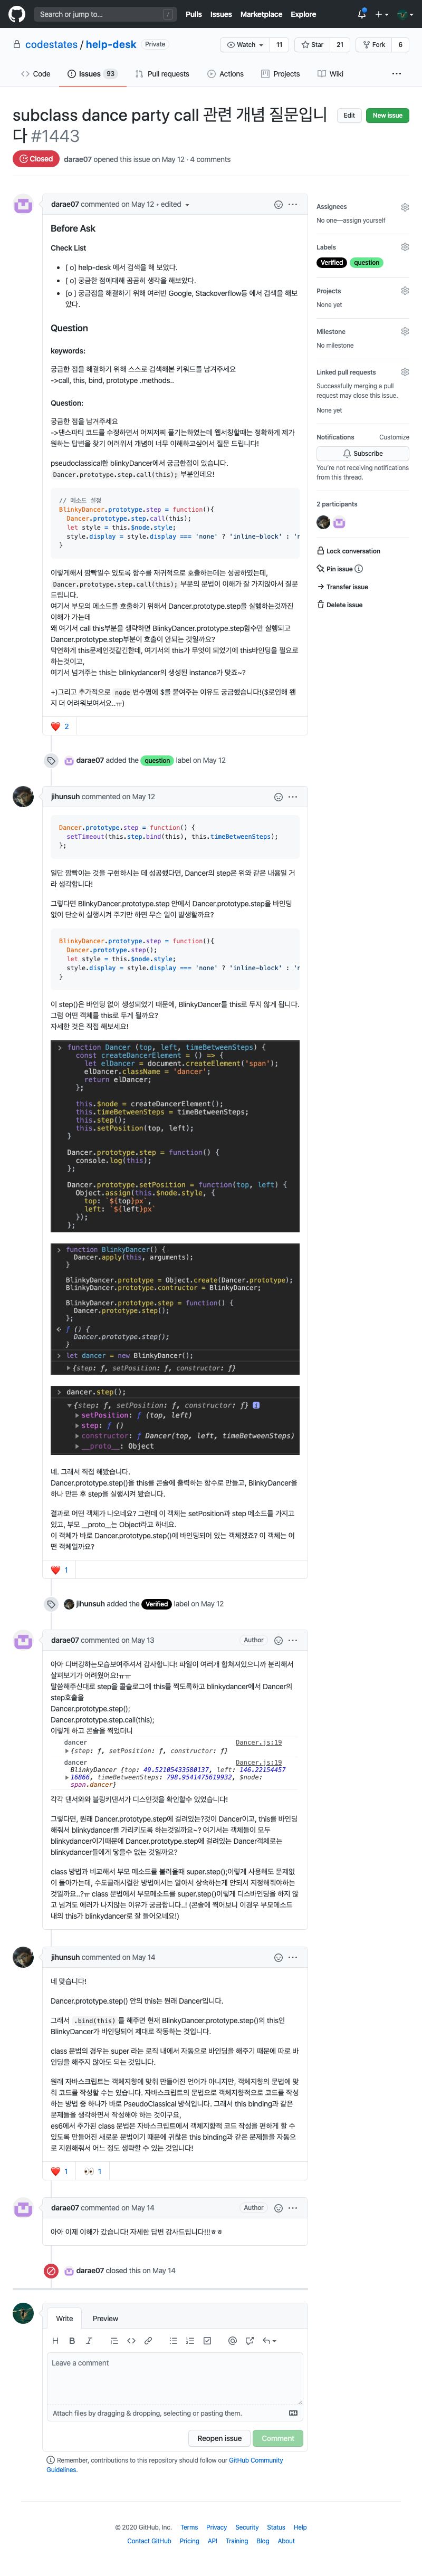 Search or jump to...
/
Pulls Issues Marketplace Explore
codestates / help-desk Private
Watch 11 Star 21 Fork 6
Code Issues 93 Pull requests Actions Projects Wiki
subclass dance party call 관련 개념 질문입니
다 #1443
Edit New issue
Closed darae07 opened this issue on May 12 · 4 comments
darae07 commented on May 12 • edited
Before Ask
Check List
[ o] help-desk 에서 검색을 해 보았다.
[ o] 궁금한 점에대해 곰곰히 생각을 해보았다.
[o ] 궁금점을 해결하기 위해 여러번 Google, Stackoverflow등 에서 검색을 해보
았다.
Question
keywords:
궁금한 점을 해결하기 위해 스스로 검색해본 키워드를 남겨주세요
->call, this, bind, prototype .methods..
Question:
궁금한 점을 남겨주세요
->댄스파티 코드를 수정하면서 어찌저찌 풀기는하였는데 웹서칭할때는 정확하게 제가
원하는 답변을 찾기 어려워서 개념이 너무 이해하고싶어서 질문 드립니다!
pseudoclassical한 blinkyDancer에서 궁금한점이 있습니다.
Dancer.prototype.step.call(this); 부분인데요!
// 메소드 설정
BlinkyDancer.prototype.step = function(){
Dancer.prototype.step.call(this);
let style = this.$node.style;
style.display = style.display === 'none' ? 'inline-block' : 'n
}
이렇게해서 깜빡일수 있도록 함수를 재귀적으로 호출하는데는 성공하였는데,
Dancer.prototype.step.call(this); 부분의 문법이 이해가 잘 가지않아서 질문
드립니다.
여기서 부모의 메소드를 호출하기 위해서 Dancer.prototype.step을 실행하는것까진
이해가 가는데
왜 여기서 call this부분을 생략하면 BlinkyDancer.prototype.step함수만 실행되고
Dancer.prototype.step부분이 호출이 안되는 것일까요?
막연하게 this문제인것같긴한데, 여기서의 this가 무엇이 되었기에 this바인딩을 필요로
하는것이고,
여기서 넘겨주는 this는 blinkydancer의 생성된 instance가 맞죠~?
+)그리고 추가적으로 node 변수명에 $를 붙여주는 이유도 궁금했습니다!($로인해 왠
지 더 어려워보여서요..ㅠ)
❤️ 2
darae07 added the question label on May 12
jihunsuh commented on May 12
Dancer.prototype.step = function() {
setTimeout(this.step.bind(this), this.timeBetweenSteps);
};
일단 깜빡이는 것을 구현하시는 데 성공했다면, Dancer의 step은 위와 같은 내용일 거
라 생각합니다!
그렇다면 BlinkyDancer.prototype.step 안에서 Dancer.prototype.step을 바인딩
없이 단순히 실행시켜 주기만 하면 무슨 일이 발생할까요?
BlinkyDancer.prototype.step = function(){
Dancer.prototype.step();
let style = this.$node.style;
style.display = style.display === 'none' ? 'inline-block' : 'r
}
이 step()은 바인딩 없이 생성되었기 때문에, BlinkyDancer를 this로 두지 않게 됩니다.
그럼 어떤 객체를 this로 두게 될까요?
자세한 것은 직접 해보세요!
> function Dancer (top, left, timeBetweenSteps) {
const createDancerElement = () => {
let elDancer = document.createElement('span');
elDancer.className = 'dancer';
return elDancer;
};
this.$node = createDancerElement();
this.timeBetweenSteps = timeBetweenSteps;
this.step();
this.setPosition(top, left);
}
Dancer.prototype.step = function() {
console.log(this);
};
Dancer.prototype.setPosition = function(top, left) {
Object.assign(this.$node.style, {
top: `${top}px`,
left: `${left}px`
});
};
> function BlinkyDancer() {
Dancer.apply(this, arguments);
}
BlinkyDancer.prototype = Object.create(Dancer.prototype);
BlinkyDancer.prototype.contructor = BlinkyDancer;
BlinkyDancer.prototype.step = function() {
Dancer.prototype.step();
};
< ƒ () {
Dancer.prototype.step();
}
> let dancer = new BlinkyDancer();
▶ {step: ƒ, setPosition: ƒ, constructor: ƒ}
> dancer.step();
▼ {step: ƒ, setPosition: ƒ, constructor: ƒ} i
▶ setPosition: ƒ (top, left)
▶ step: ƒ ()
▶ constructor: ƒ Dancer(top, left, timeBetweenSteps)
▶ __proto__: Object
네, 그래서 직접 해봤습니다.
Dancer.prototype.step()을 this를 콘솔에 출력하는 함수로 만들고, BlinkyDancer을
하나 만든 후 step을 실행시켜 봤습니다.
결과로 어떤 객체가 나오네요? 그런데 이 객체는 setPosition과 step 메소드를 가지고
있고, 부모 __proto__는 Object라고 하네요.
이 객체가 바로 Dancer.prototype.step()에 바인딩되어 있는 객체겠죠? 이 객체는 어
떤 객체일까요?
❤️ 1
jihunsuh added the Verified label on May 12
darae07 commented on May 13 Author
아아 디버깅하는모습보여주셔서 감사합니다! 파일이 여러개 합쳐져있으니까 분리해서
살펴보기가 어려웠어요!ㅠㅠ
말씀해주신대로 step을 콜솔로그에 this를 찍도록하고 blinkydancer에서 Dancer의
step호출을
Dancer.prototype.step();
Dancer.prototype.step.call(this);
이렇게 하고 콘솔을 찍었더니
dancer Dancer.js:19
▶ {step: ƒ, setPosition: ƒ, constructor: ƒ}
dancer Dancer.js:19
BlinkyDancer {top: 49.52105433580137, left: 146.22154457
▶ 16866, timeBetweenSteps: 798.9541475619932, $node:
span.dancer}
각각 댄서와와 블링키댄서가 디스인것을 확인할수 있었습니다!
그렇다면, 원래 Dancer.prototype.step에 걸려있는?것이 Dancer이고, this를 바인딩
해줘서 blinkydancer를 가리키도록 하는것일까요~? 여기서는 객체들이 모두
blinkydancer이기때문에 Dancer.prototype.step에 걸려있는 Dancer객체로는
blinkydancer들에게 닿을수 없는 것일까요?
class 방법과 비교해서 부모 메소드를 불러올때 super.step();이렇게 사용해도 문제없
이 돌아가는데, 수도클래시컬한 방법에서는 알아서 상속하는게 안되서 지정해줘야하는
것일까요..?ㅠ class 문법에서 부모메소드를 super.step()이렇게 디스바인딩을 하지 않
고 넘겨도 에러가 나지않는 이유가 궁금합니다..! (콘솔에 찍어보니 이경우 부모메소드
내의 this가 blinkydancer로 잘 들어오네요!)
jihunsuh commented on May 14
네 맞습니다!
Dancer.prototype.step() 안의 this는 원래 Dancer입니다.
그래서 .bind(this) 를 해주면 현재 BlinkyDancer.prototype.step()의 this인
BlinkyDancer가 바인딩되어 제대로 작동하는 것입니다.
class 문법의 경우는 super 라는 로직 내에서 자동으로 바인딩을 해주기 때문에 따로 바
인딩을 해주지 않아도 되는 것입니다.
원래 자바스크립트는 객체지향에 맞춰 만들어진 언어가 아니지만, 객체지향의 문법에 맞
춰 코드를 작성할 수는 있습니다. 자바스크립의 문법으로 객체지향적으로 코드를 작성
하는 방법 중 하나가 바로 PseudoClassical 방식입니다. 그래서 this binding과 같은
문제들을 생각하면서 작성해야 하는 것이구요,
es6에서 추가된 class 문법은 자바스크립트에서 객체지향적 코드 작성을 편하게 할 수
있도록 만들어진 새로운 문법이기 때문에 귀찮은 this binding과 같은 문제들을 자동으
로 지원해줘서 어느 정도 생략할 수 있는 것입니다!
❤️ 1 👀 1
darae07 commented on May 14 Author
아아 이제 이해가 갔습니다! 자세한 답변 감사드립니다!!!ㅎㅎ
darae07 closed this on May 14
Write Preview
Leave a comment
Attach files by dragging & dropping, selecting or pasting them.
Reopen issue Comment
Remember, contributions to this repository should follow our GitHub Community
Guidelines.
Assignees
No one—assign yourself
Labels
Verified question
Projects
None yet
Milestone
No milestone
Linked pull requests
Successfully merging a pull
request may close this issue.
None yet
Notifications Customize
Subscribe
You're not receiving notifications
from this thread.
2 participants
Lock conversation
Pin issue
Transfer issue
Delete issue
© 2020 GitHub, Inc. Terms Privacy Security Status Help
Contact GitHub Pricing API Training Blog About